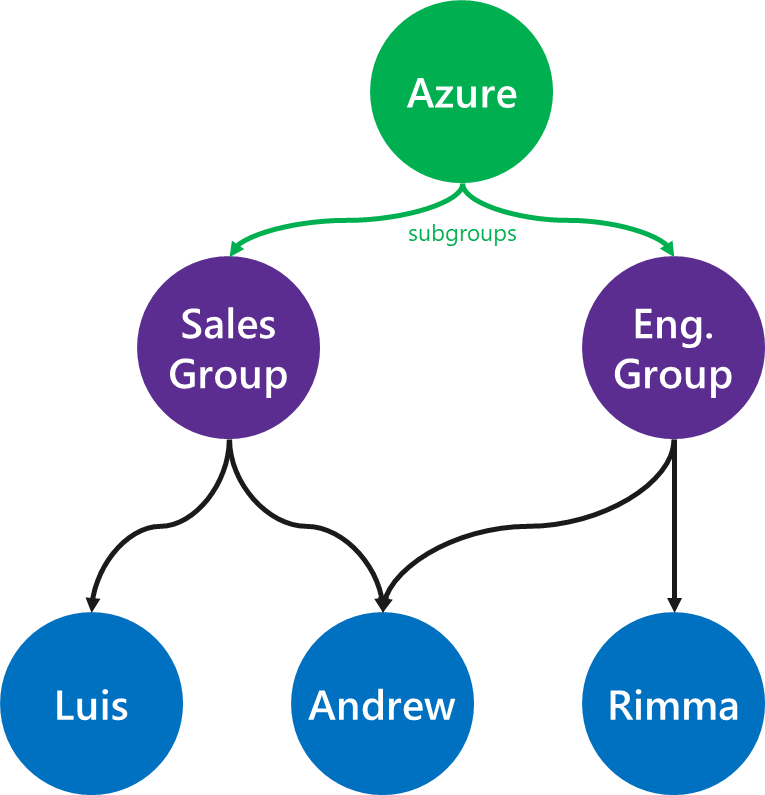 Azure
subgroups
Sales
Group
Eng.
Group
Luis
Andrew
Rimma